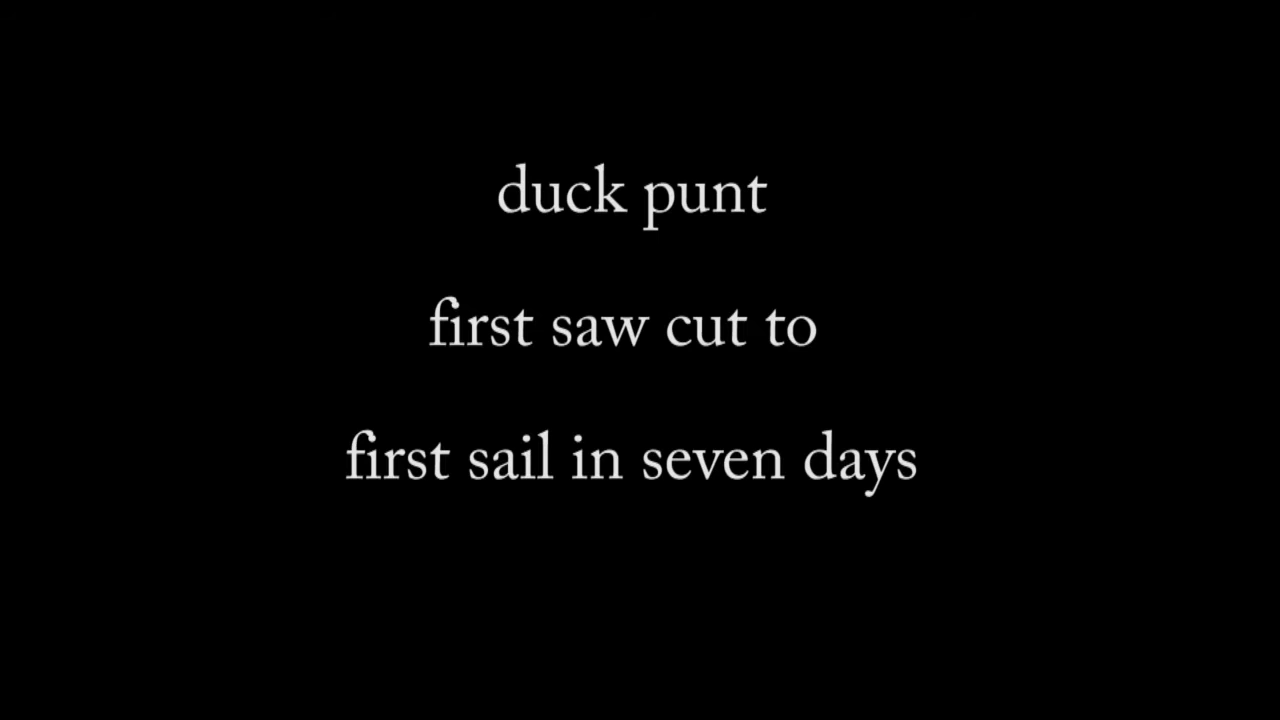 duck punt
first saw cut to
first sail in seven days